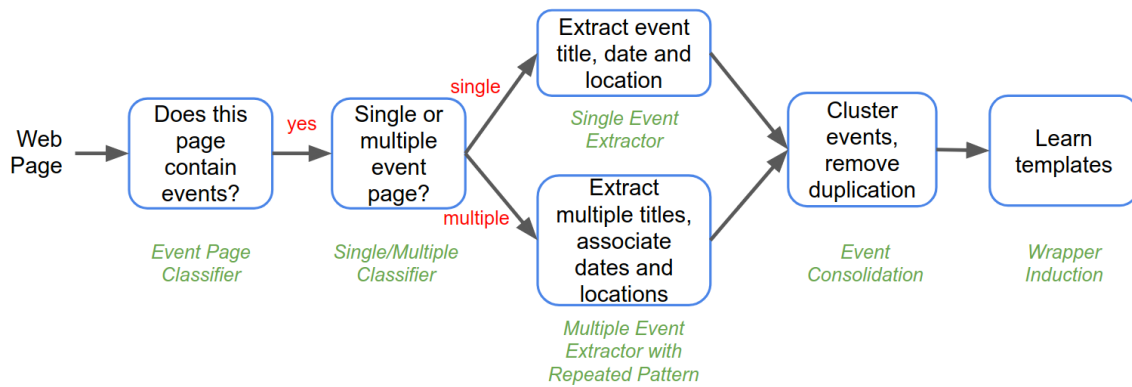 Web
Page
Does this
page
contain
events?
Event Page
Classifier
yes
Single or
multiple
event
page?
Single/Multiple
Classifier
single
multiple
Extract event
title, date and
location
Single Event
Extractor
Extract
multiple titles,
associate
dates and
locations
Multiple Event
Extractor with
Repeated Pattern
Cluster
events,
remove
duplication
Event
Consolidation
Learn
templates
Wrapper
Induction